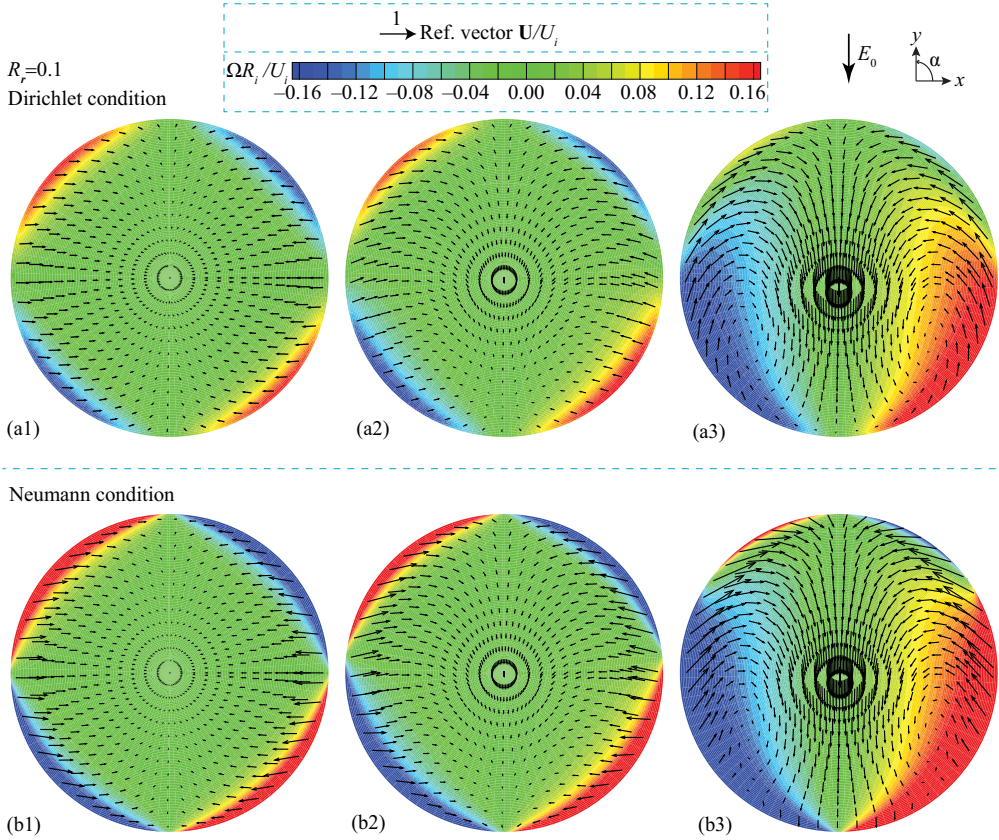 1
Ref. vector U/U_i
R_r=0.1
Dirichlet condition
ΩR_i/U_i
−0.16 −0.12 −0.08 −0.04 0.00 0.04 0.08 0.12 0.16
E_0
y
α
x
(a1) (a2) (a3)
Neumann condition
(b1) (b2) (b3)